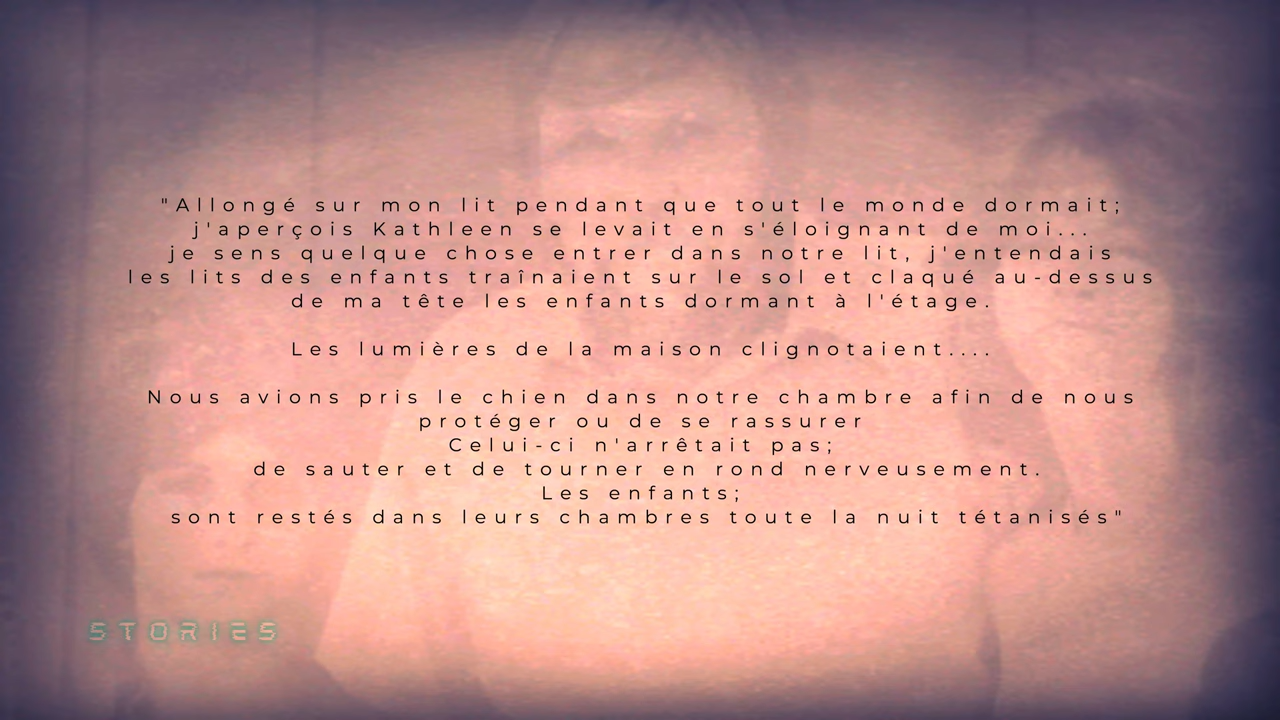 "Allongé sur mon lit pendant que tout le monde dormait;
j'aperçois Kathleen se levait en s'éloignant de moi...
je sens quelque chose entrer dans notre lit, j'entendais
les lits des enfants traînaient sur le sol et claqué au-dessus
de ma tête les enfants dormant à l'étage.
Les lumières de la maison clignotaient....
Nous avions pris le chien dans notre chambre afin de nous
protéger ou de se rassurer
Celui-ci n'arrêtait pas;
de sauter et de tourner en rond nerveusement.
Les enfants;
sont restés dans leurs chambres toute la nuit tétanisés"
STORIES